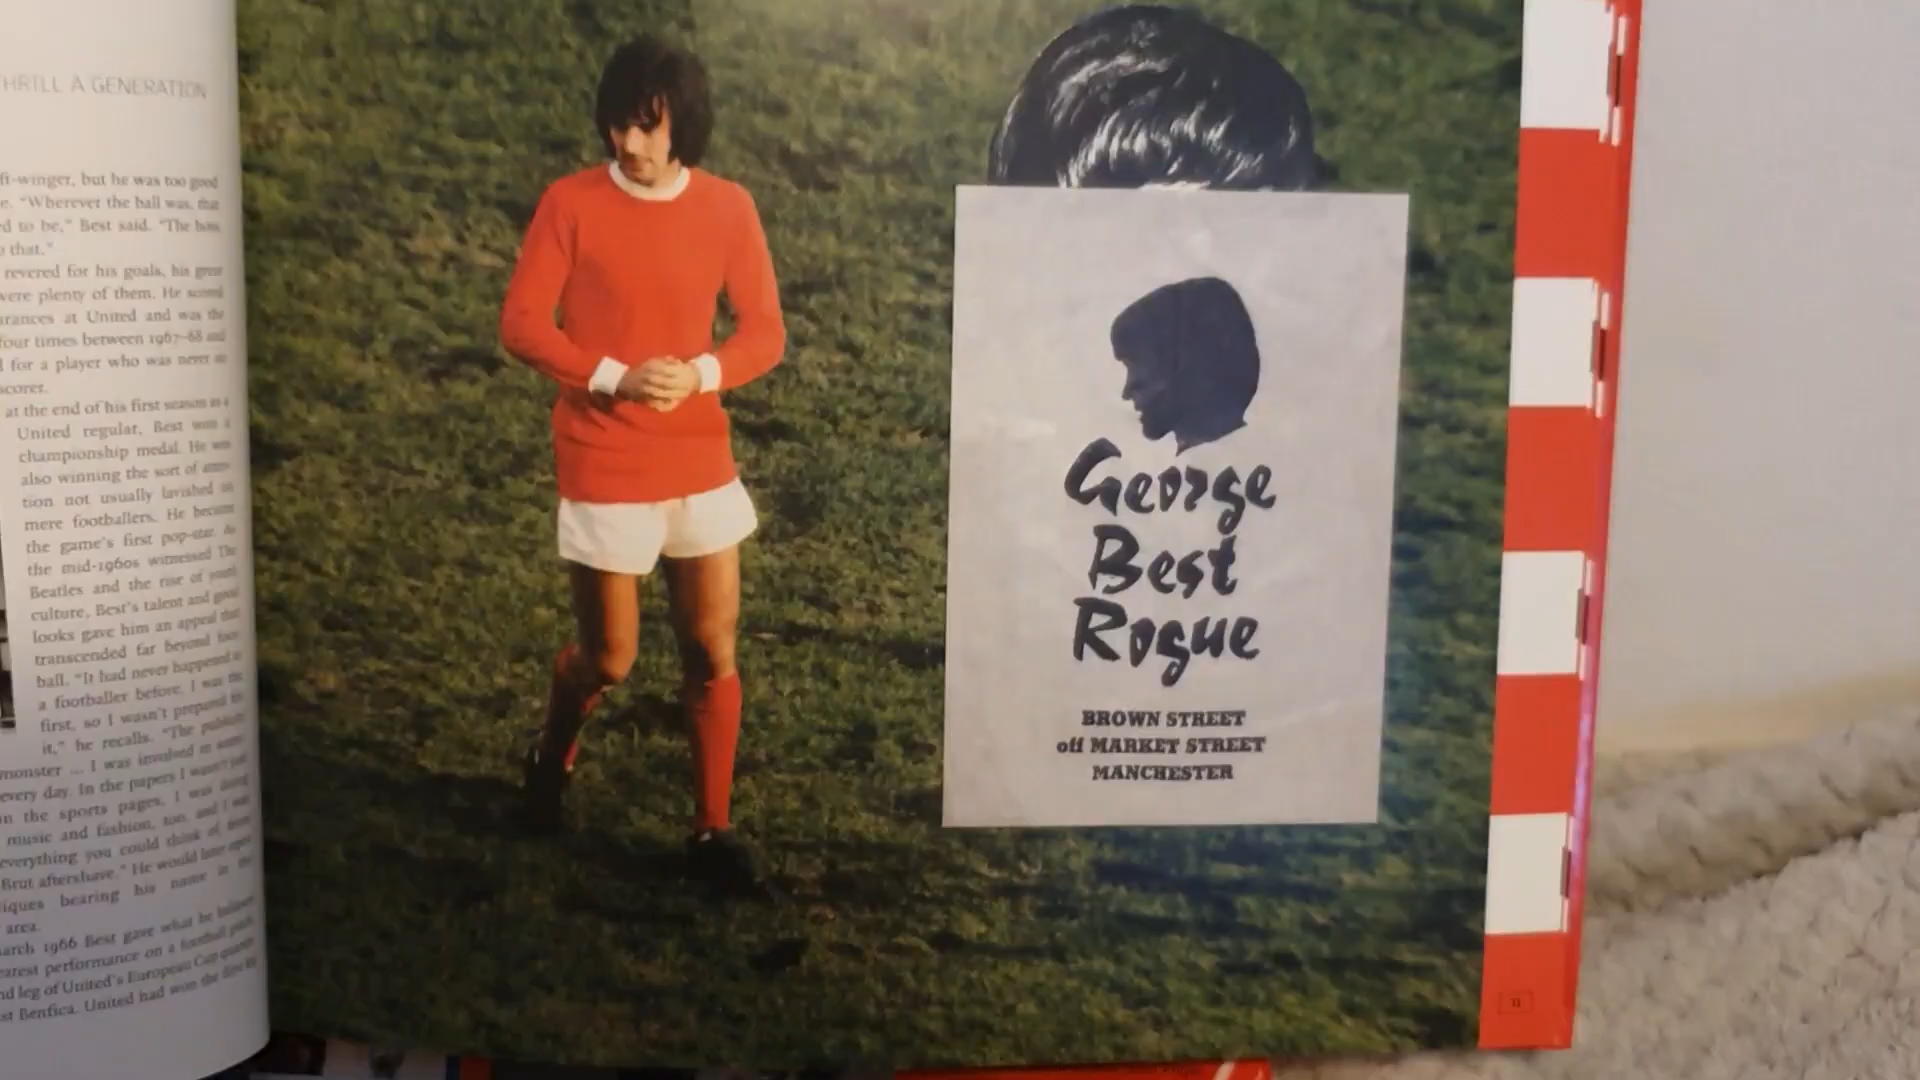 THRILL A GENERATION
ft-winger, but he was too good
e. "Wherever the ball was, that
d to be," Best said. "The boss
that."
revered for his goals, his great
were plenty of them. He scored
arances at United and was the
four times between 1967–68 and
for a player who was never an
scorer.
at the end of his first season as a
United regular, Best won a
championship medal. He was
also winning the sort of atten-
tion not usually lavished on
mere footballers. He became
the game's first pop-star. As
the mid-1960s witnessed The
Beatles and the rise of youth
culture, Best's talent and good
looks gave him an appeal that
transcended far beyond foot-
ball. "It had never happened to
a footballer before. I was the
first, so I wasn't prepared for
it," he recalls. "The publicity
monster ... I was involved in some
every day. In the papers I wasn't just
n the sports pages, I was doing
music and fashion, too, and I was
everything you could think of, from
Brut aftershave." He would later open
iques bearing his name in the
area.
arch 1966 Best gave what he believes
earest performance on a football pitch
nd leg of United's European Cup quarter
st Benfica. United had won the first leg
George
Best
Rogue
BROWN STREET
off MARKET STREET
MANCHESTER
11